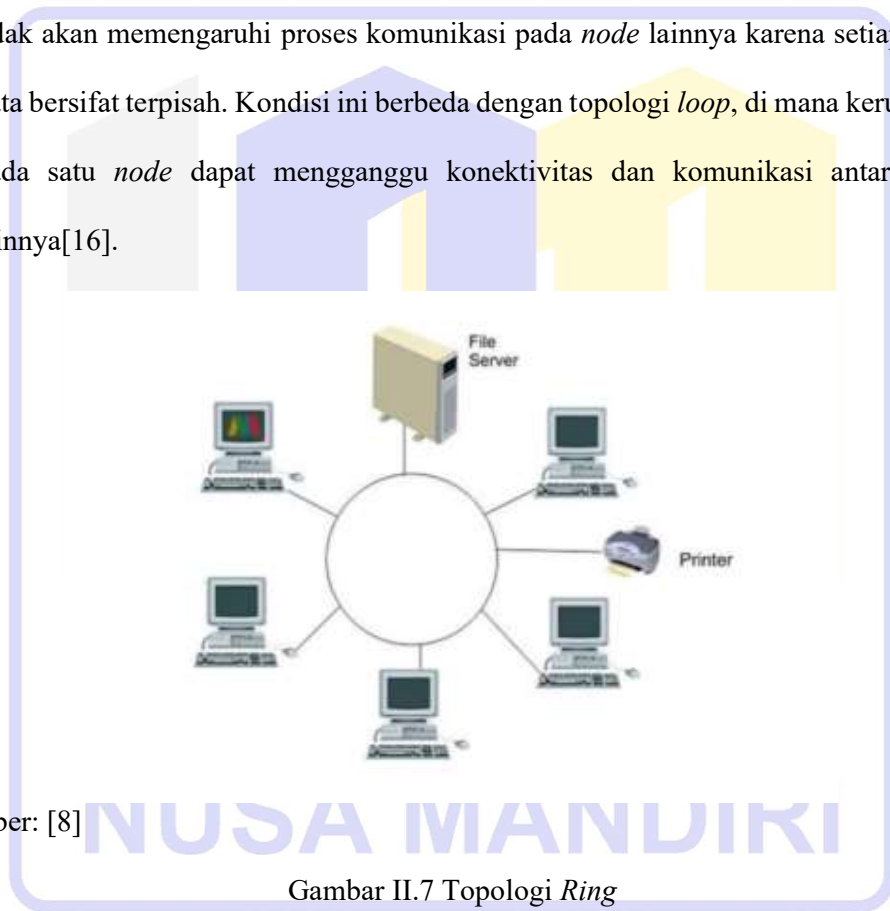 dak akan memengaruhi proses komunikasi pada node lainnya karena setiap
ta bersifat terpisah. Kondisi ini berbeda dengan topologi loop, di mana keru
da satu node dapat mengganggu konektivitas dan komunikasi antar
innya[16].
File
Server
Printer
ber: [8]
NUSA MANDIRI
Gambar II.7 Topologi Ring